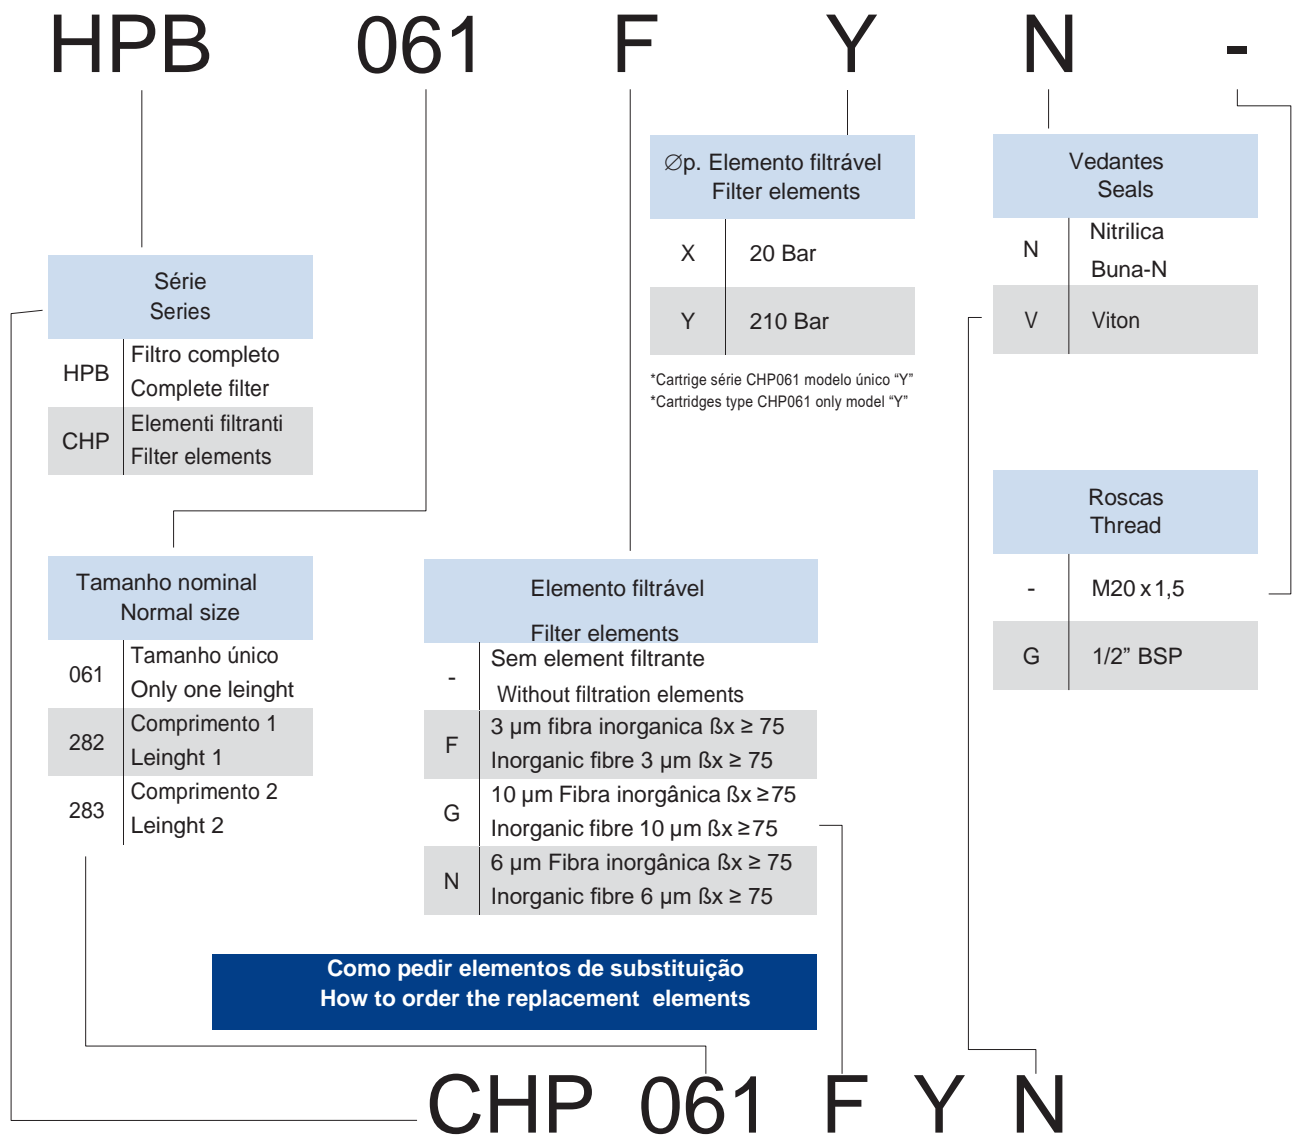 HPB 061 F Y N -
∅p. Elemento filtrável
Filter elements
X 20 Bar
Y 210 Bar
*Cartrige série CHP061 modelo único “Y”
*Cartridges type CHP061 only model “Y”
Vedantes
Seals
N Nitrilica
Buna-N
V Viton
Série
Series
HPB Filtro completo
Complete filter
CHP Elementi filtranti
Filter elements
Roscas
Thread
- M20 x 1,5
G 1/2” BSP
Tamanho nominal
Normal size
061 Tamanho único
Only one leinght
282 Comprimento 1
Leinght 1
283 Comprimento 2
Leinght 2
Elemento filtrável
Filter elements
- Sem element filtrante
Without filtration elements
F 3 µm fibra inorganica ßx ≥ 75
Inorganic fibre 3 µm ßx ≥ 75
G 10 µm Fibra inorgânica ßx ≥75
Inorganic fibre 10 µm ßx ≥75
N 6 µm Fibra inorgânica ßx ≥ 75
Inorganic fibre 6 µm ßx ≥ 75
Como pedir elementos de substituição
How to order the replacement elements
CHP 061 F Y N